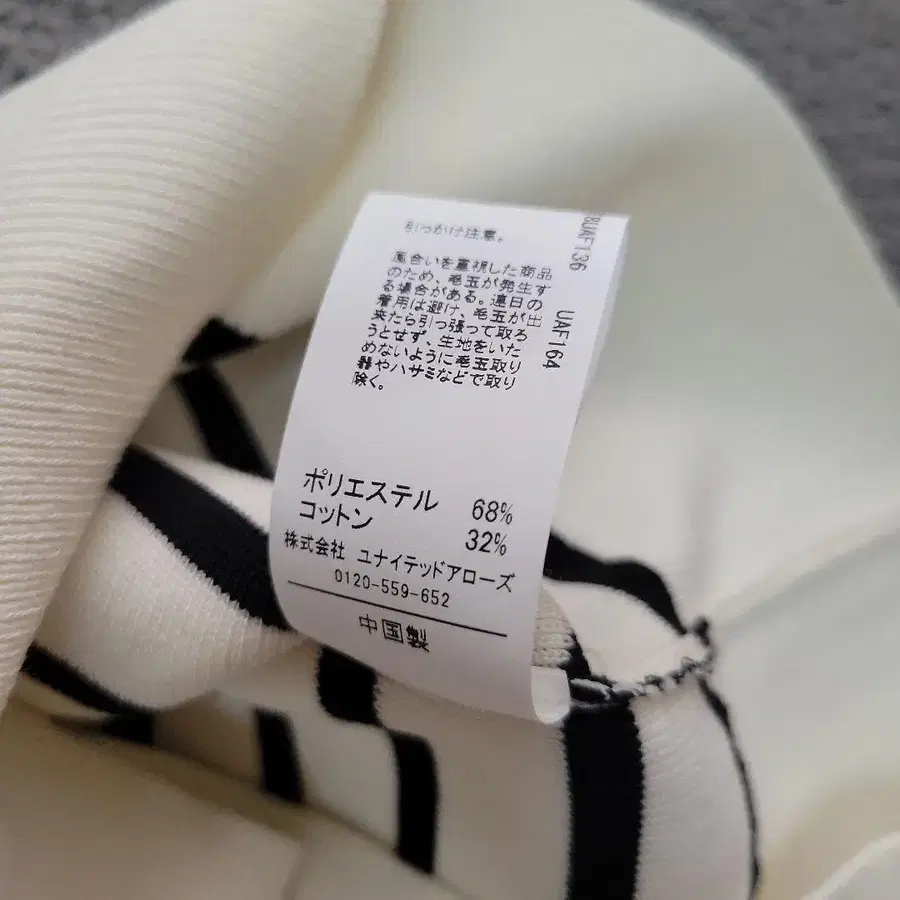 引っかけ注意。
風合いを重視した商品
のため、毛玉が発生す
る場合がある。連日の
着用は避け、毛玉が出
来たら引っ張って取ろ
うとせず、生地をいた
めないように毛玉取り
器やハサミなどで取り
除く。
ポリエステル 68%
コットン 32%
株式会社 ユナイテッドアローズ
0120-559-652
中国製
8UAF136 UAF164